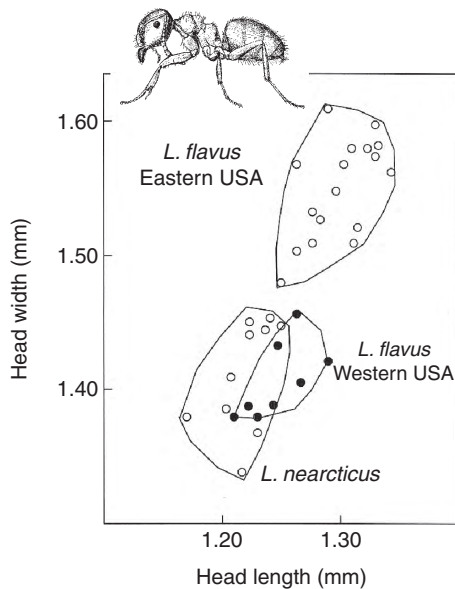 1.60
L. flavus
Eastern USA
1.50
Head width (mm)
L. flavus
Western USA
1.40
L. nearcticus
1.20
1.30
Head length (mm)